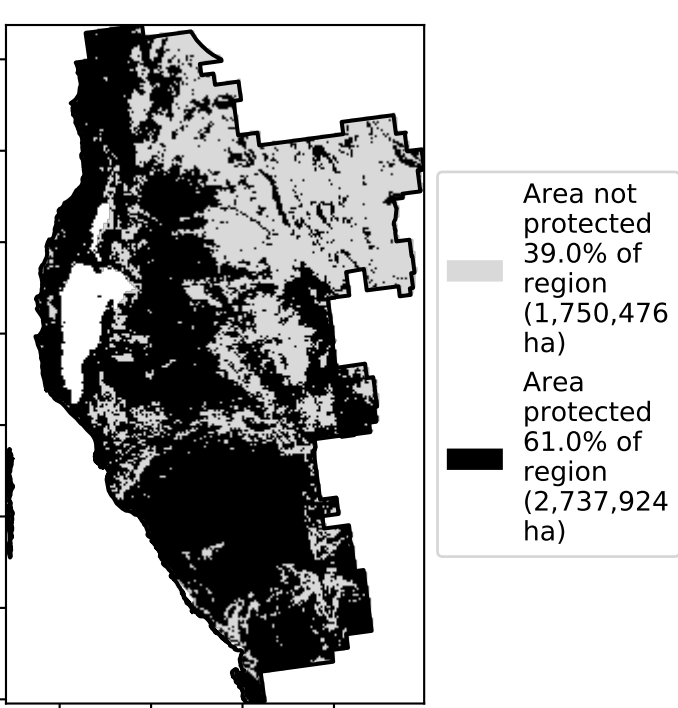 Area not
protected
39.0% of
region
(1,750,476
ha)
Area
protected
61.0% of
region
(2,737,924
ha)